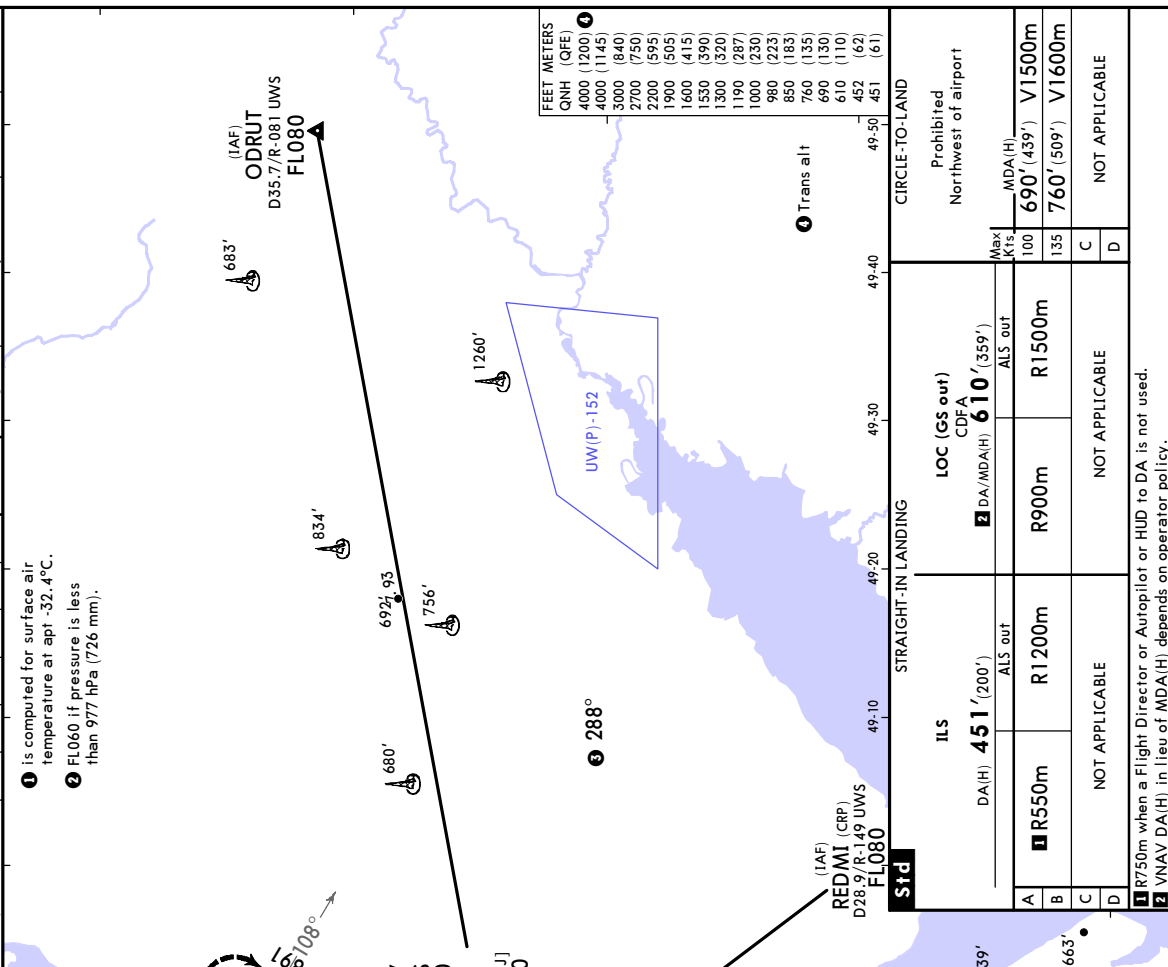 ❶ is computed for surface air
temperature at apt -32.4°C.
❷ FL060 if pressure is less
than 977 hPa (726 mm).
(IAF)
ODRUT
D35.7/R-081 UWS
FL080
683'
834'
692'
7.93
756'
680'
1260'
UW(P)-152
❸ 288°
108°
(IAF)
REDMI (CRP)
D28.9/R-149 UWS
FL080
FEET METERS
QNH (QFE)
4000 (1200) ❹
4000 (1145)
3000 (840)
2700 (750)
2200 (595)
1900 (505)
1600 (415)
1530 (390)
1300 (320)
1190 (287)
1000 (230)
980 (223)
850 (183)
760 (135)
690 (130)
610 (110)
452 (62)
451 (61)
❹ Trans alt
49-10
49-20
49-30
49-40
49-50
39'
663'
Std
STRAIGHT-IN LANDING
CIRCLE-TO-LAND
ILS
LOC (GS out)
CDFA
Prohibited
Northwest of airport
DA(H) 451'(200')
2 DA/MDA(H) 610'(359')
ALS out
ALS out
Max
Kts
MDA(H)
A
B
1 R550m
R1200m
R900m
R1500m
100
690'(439') V1500m
135
760'(509') V1600m
C
D
NOT APPLICABLE
NOT APPLICABLE
C
D
NOT APPLICABLE
1 R750m when a Flight Director or Autopilot or HUD to DA is not used.
2 VNAV DA(H) in lieu of MDA(H) depends on operator policy.